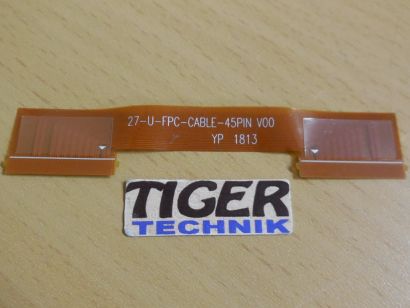 27-U-FPC-CABLE-45PIN V00
YP 1813
TIGER
TECHNIK